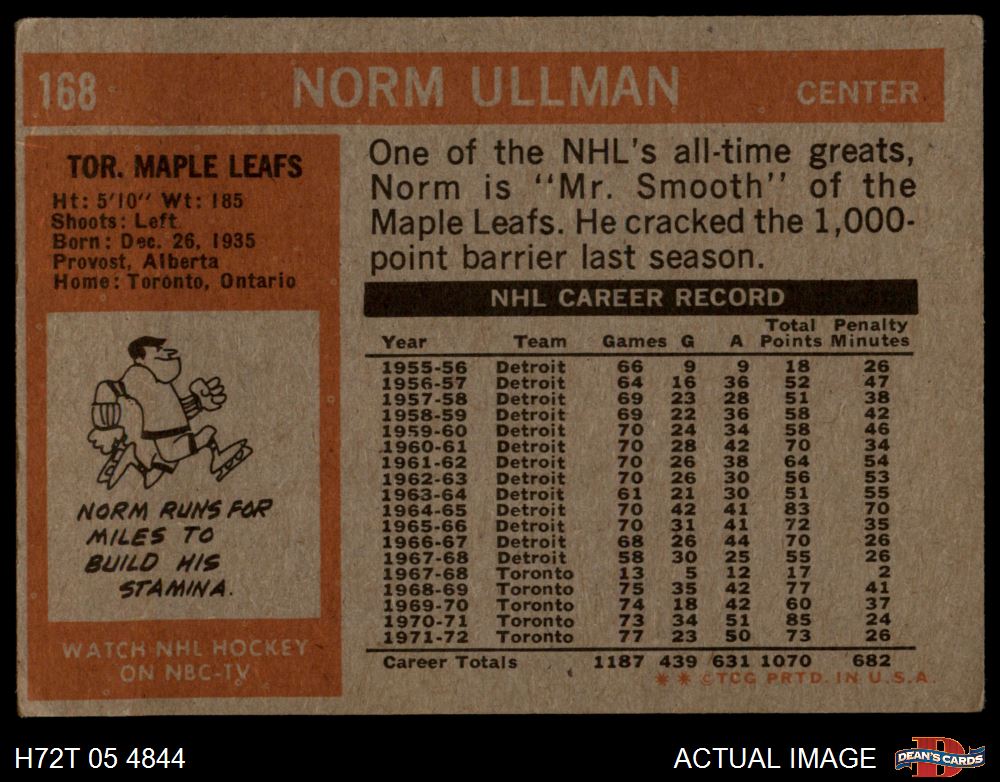 168 NORM ULLMAN CENTER
TOR. MAPLE LEAFS
Ht: 5'10" Wt: 185
Shoots: Left
Born: Dec. 26, 1935
Provost, Alberta
Home: Toronto, Ontario
NORM RUNS FOR
MILES TO
BUILD HIS
STAMINA.
WATCH NHL HOCKEY
ON NBC-TV
One of the NHL's all-time greats,
Norm is "Mr. Smooth" of the
Maple Leafs. He cracked the 1,000-
point barrier last season.
NHL CAREER RECORD
Total Penalty
Year Team Games G A Points Minutes
1955-56 Detroit 66 9 9 18 26
1956-57 Detroit 64 16 36 52 47
1957-58 Detroit 69 23 28 51 38
1958-59 Detroit 69 22 36 58 42
1959-60 Detroit 70 24 34 58 46
1960-61 Detroit 70 28 42 70 34
1961-62 Detroit 70 26 38 64 54
1962-63 Detroit 70 26 30 56 53
1963-64 Detroit 61 21 30 51 55
1964-65 Detroit 70 42 41 83 70
1965-66 Detroit 70 31 41 72 35
1966-67 Detroit 68 26 44 70 26
1967-68 Detroit 58 30 25 55 26
1967-68 Toronto 13 5 12 17 2
1968-69 Toronto 75 35 42 77 41
1969-70 Toronto 74 18 42 60 37
1970-71 Toronto 73 34 51 85 24
1971-72 Toronto 77 23 50 73 26
Career Totals 1187 439 631 1070 682
* * ©TCG PRTD. IN U.S.A.
H72T 05 4844
ACTUAL IMAGE
D
DEAN'S CARDS